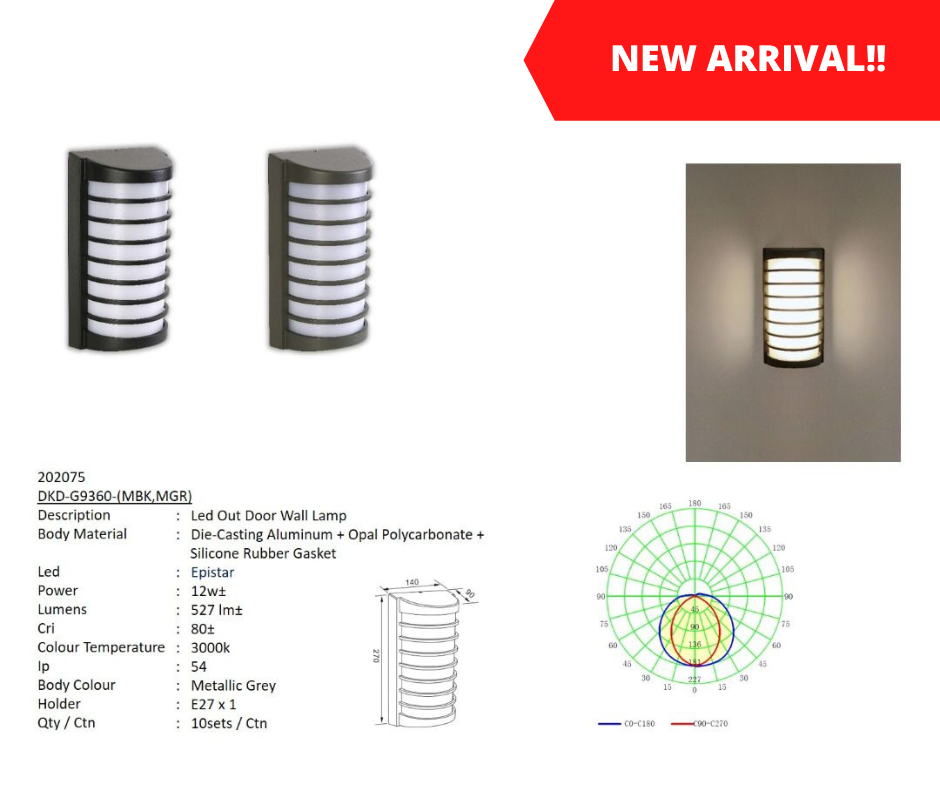 NEW ARRIVAL!!
202075
DKD-G9360-(MBK,MGR)
Description : Led Out Door Wall Lamp
Body Material : Die-Casting Aluminum + Opal Polycarbonate +
Silicone Rubber Gasket
Led : Epistar
Power : 12w±
Lumens : 527 lm±
Cri : 80±
Colour Temperature : 3000k
Ip : 54
Body Colour : Metallic Grey
Holder : E27 x 1
Qty / Ctn : 10sets / Ctn
140
90
270
180
165 165
150 150
135 135
120 120
105 105
90 90
75 75
60 60
45 45
30 30
15 0 15
45
90
136
181
227
C0-C180 C90-C270